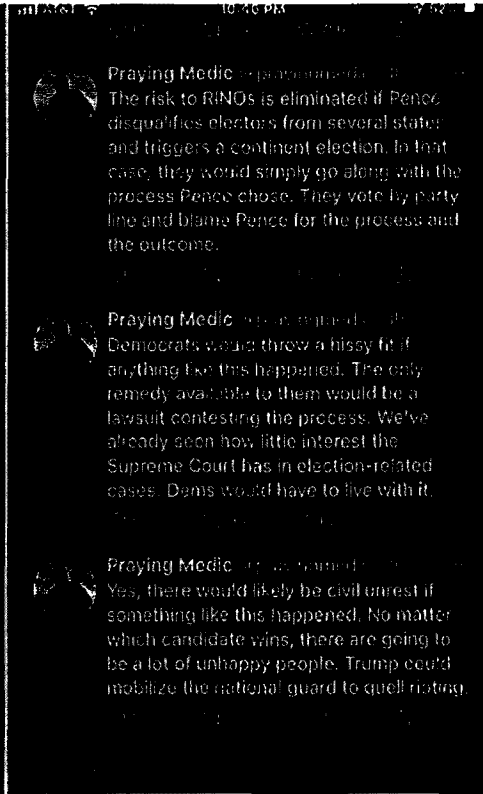 AT&T 10:40 PM
Praying Medic
The risk to RINOs is eliminated if Pence
disqualifies electors from several states
and triggers a continent election. In that
case, they would simply go along with the
process Pence chose. They vote by party
line and blame Pence for the process and
the outcome.
Praying Medic
Democrats would throw a hissy fit if
anything like this happened. The only
remedy available to them would be a
lawsuit contesting the process. We've
already seen how little interest the
Supreme Court has in election-related
cases. Dems would have to live with it.
Praying Medic
Yes, there would likely be civil unrest if
something like this happened. No matter
which candidate wins, there are going to
be a lot of unhappy people. Trump could
mobilize the national guard to quell rioting.